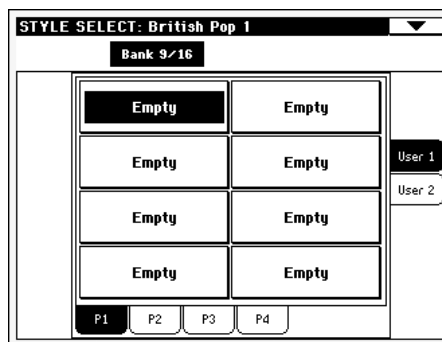 STYLE SELECT: British Pop 1
Bank 9/16
Empty Empty
Empty Empty
User 1
User 2
Empty Empty
Empty Empty
P1 P2 P3 P4